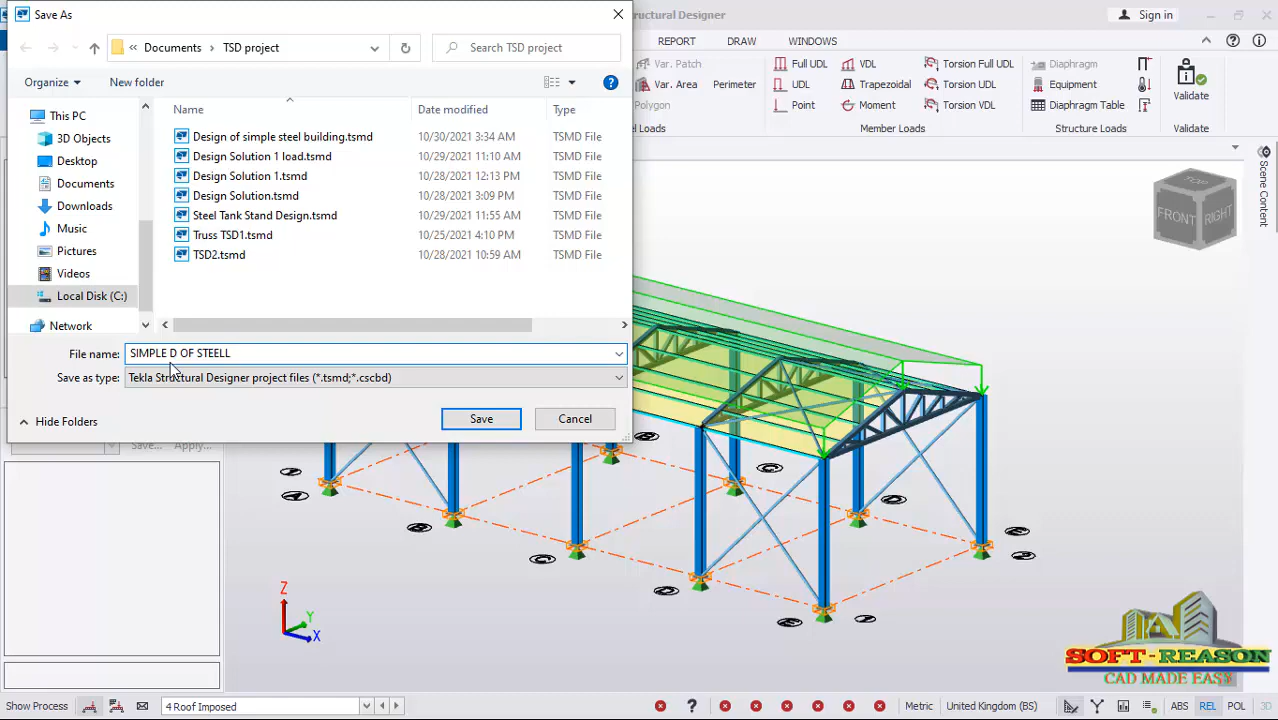 Save As
tructural Designer
Sign in
« Documents › TSD project
Search TSD project
REPORT DRAW WINDOWS
Organize New folder
Var. Patch Full UDL VDL Torsion Full UDL Diaphragm
Var. Area Perimeter UDL Trapezoidal Torsion UDL Equipment Validate
Polygon Point Moment Torsion VDL Diaphragm Table
el Loads Member Loads Structure Loads Validate
Name Date modified Type
This PC
3D Objects
Desktop
Documents
Downloads
Music
Pictures
Videos
Local Disk (C:)
Network
Design of simple steel building.tsmd 10/30/2021 3:34 AM TSMD File
Design Solution 1 load.tsmd 10/29/2021 11:10 AM TSMD File
Design Solution 1.tsmd 10/28/2021 12:13 PM TSMD File
Design Solution.tsmd 10/28/2021 3:09 PM TSMD File
Steel Tank Stand Design.tsmd 10/29/2021 11:55 AM TSMD File
Truss TSD1.tsmd 10/25/2021 4:10 PM TSMD File
TSD2.tsmd 10/28/2021 10:59 AM TSMD File
File name: SIMPLE D OF STEELL
Save as type: Tekla Structural Designer project files (*.tsmd;*.cscbd)
Hide Folders Save Cancel
Save... Apply...
Scene Content
TOP
FRONT RIGHT
Z
Y
X
SOFT-REASON
CAD MADE EASY
Show Process 4 Roof Imposed Metric United Kingdom (BS) ABS REL POL 3D